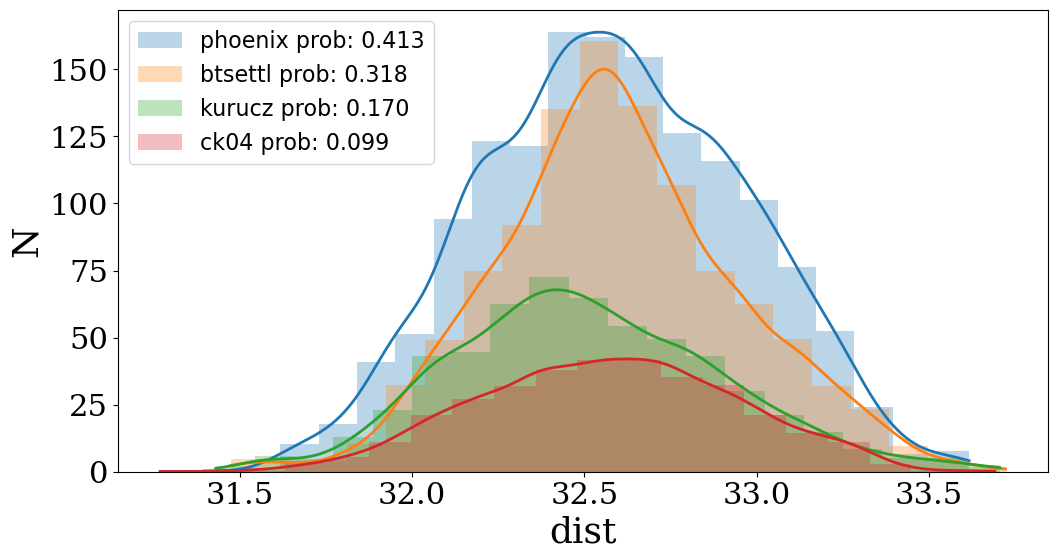 phoenix prob: 0.413
btsettl prob: 0.318
kurucz prob: 0.170
ck04 prob: 0.099
150
125
100
75
50
25
0
N
31.5 32.0 32.5 33.0 33.5
dist